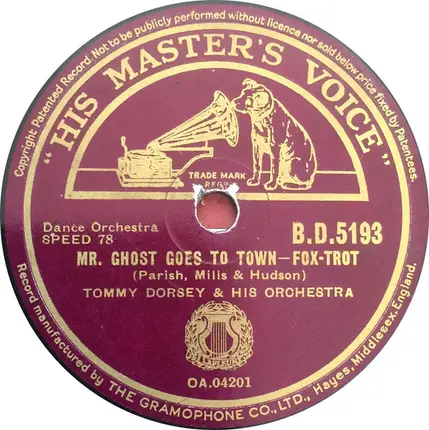 Copyright Patented Record. Not to be publicly performed without licence nor sold below price fixed by Patentees.
"HIS MASTER'S VOICE"
TRADE MARK
Dance Orchestra
SPEED 78
B.D.5193
MR. GHOST GOES TO TOWN—FOX-TROT
(Parish, Mills & Hudson)
TOMMY DORSEY & HIS ORCHESTRA
OA.04201
Record manufactured by THE GRAMOPHONE CO., LTD., Hayes, Middlesex, England.